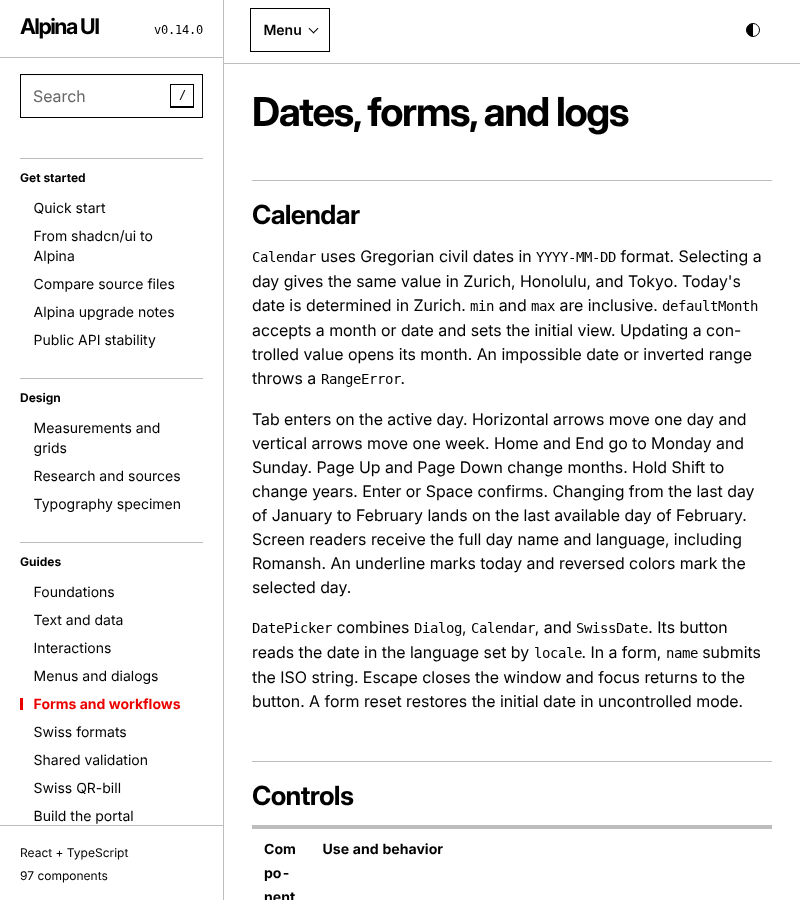 Alpina UI
v0.14.0
Menu
Search
/
Get started
Quick start
From shadcn/ui to
Alpina
Compare source files
Alpina upgrade notes
Public API stability
Design
Measurements and
grids
Research and sources
Typography specimen
Guides
Foundations
Text and data
Interactions
Menus and dialogs
Forms and workflows
Swiss formats
Shared validation
Swiss QR-bill
Build the portal
React + TypeScript
97 components
Dates, forms, and logs
Calendar
Calendar uses Gregorian civil dates in YYYY-MM-DD format. Selecting a
day gives the same value in Zurich, Honolulu, and Tokyo. Today's
date is determined in Zurich. min and max are inclusive. defaultMonth
accepts a month or date and sets the initial view. Updating a con-
trolled value opens its month. An impossible date or inverted range
throws a RangeError.
Tab enters on the active day. Horizontal arrows move one day and
vertical arrows move one week. Home and End go to Monday and
Sunday. Page Up and Page Down change months. Hold Shift to
change years. Enter or Space confirms. Changing from the last day
of January to February lands on the last available day of February.
Screen readers receive the full day name and language, including
Romansh. An underline marks today and reversed colors mark the
selected day.
DatePicker combines Dialog, Calendar, and SwissDate. Its button
reads the date in the language set by locale. In a form, name submits
the ISO string. Escape closes the window and focus returns to the
button. A form reset restores the initial date in uncontrolled mode.
Controls
Com
po-
nent
Use and behavior